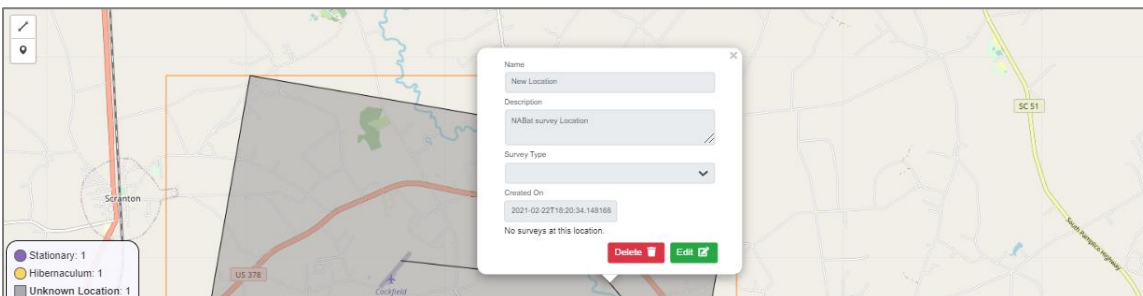 Name
New Location
Description
NABat survey Location
Survey Type
Created On
2021-02-22T18:20:34.148168
No surveys at this location.
Delete
Edit
SC 51
South Pamplico Highway
Scranton
US 378
Cockfield
Stationary: 1
Hibernaculum: 1
Unknown Location: 1